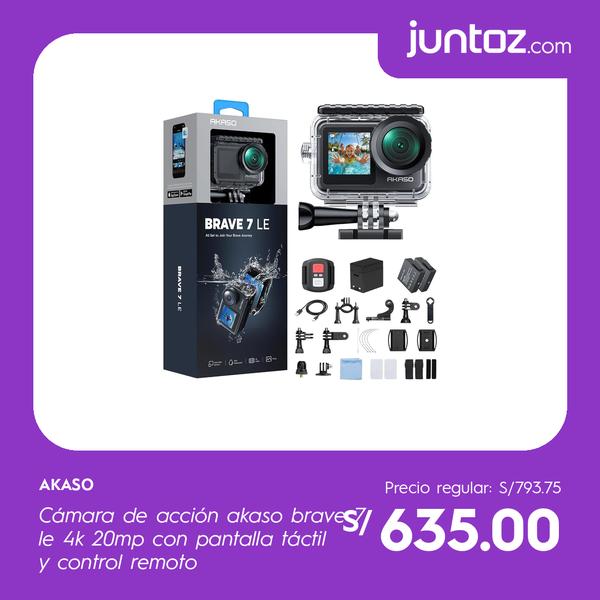 juntoz.com
AKASO
BRAVE 7 LE
BRAVE 7 LE
AKASO
AKASO
Precio regular: S/793.75
Cámara de acción akaso brave 7
le 4k 20mp con pantalla táctil
y control remoto
S/ 635.00